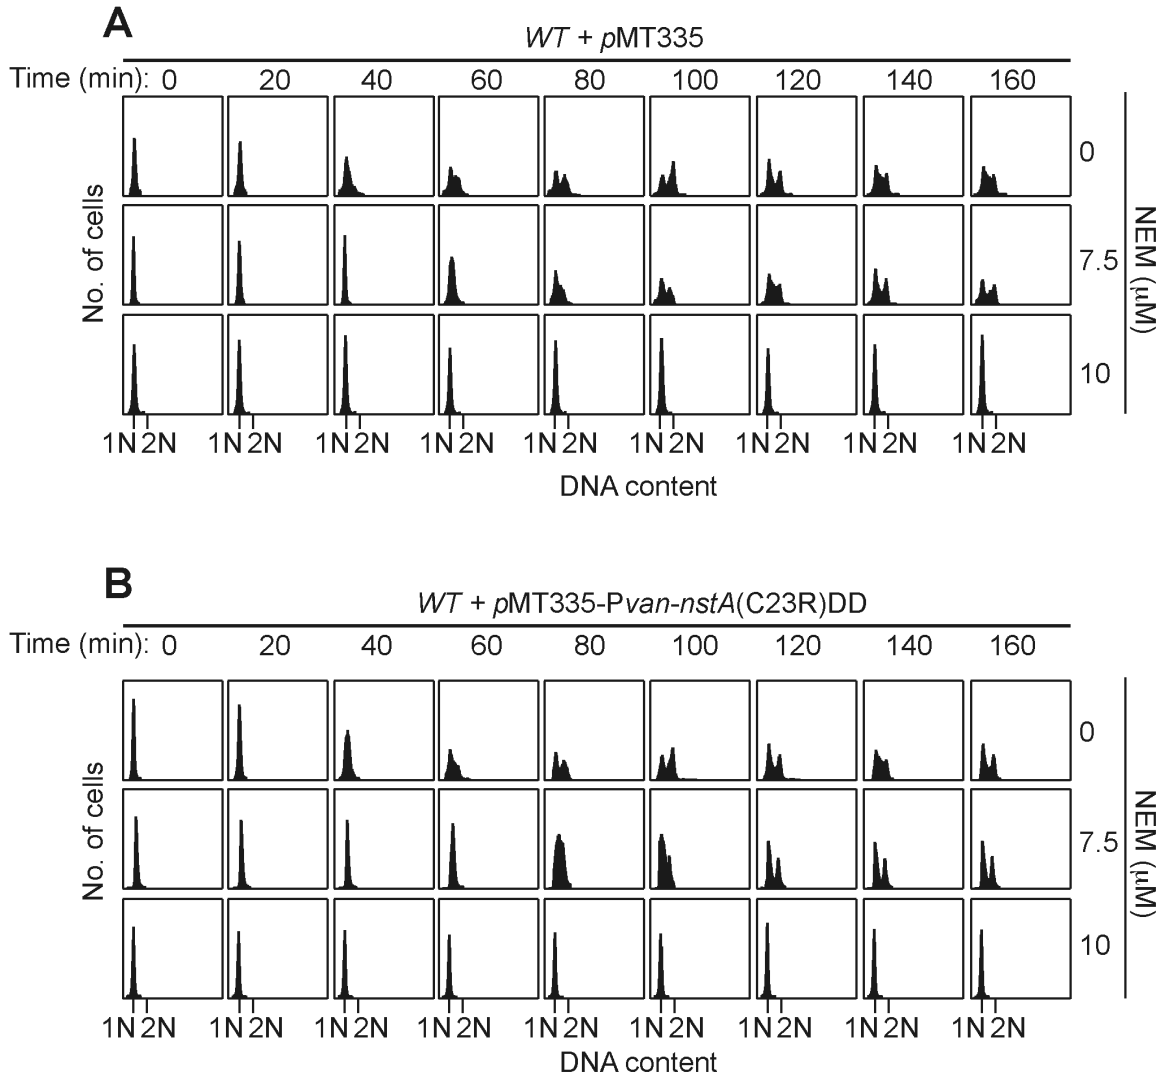 A
WT + pMT335
Time (min): 0 20 40 60 80 100 120 140 160
No. of cells
0
7.5
10
NEM (µM)
1N 2N 1N 2N 1N 2N 1N 2N 1N 2N 1N 2N 1N 2N 1N 2N 1N 2N
DNA content
B
WT + pMT335-Pvan-nstA(C23R)DD
Time (min): 0 20 40 60 80 100 120 140 160
No. of cells
0
7.5
10
NEM (µM)
1N 2N 1N 2N 1N 2N 1N 2N 1N 2N 1N 2N 1N 2N 1N 2N 1N 2N
DNA content